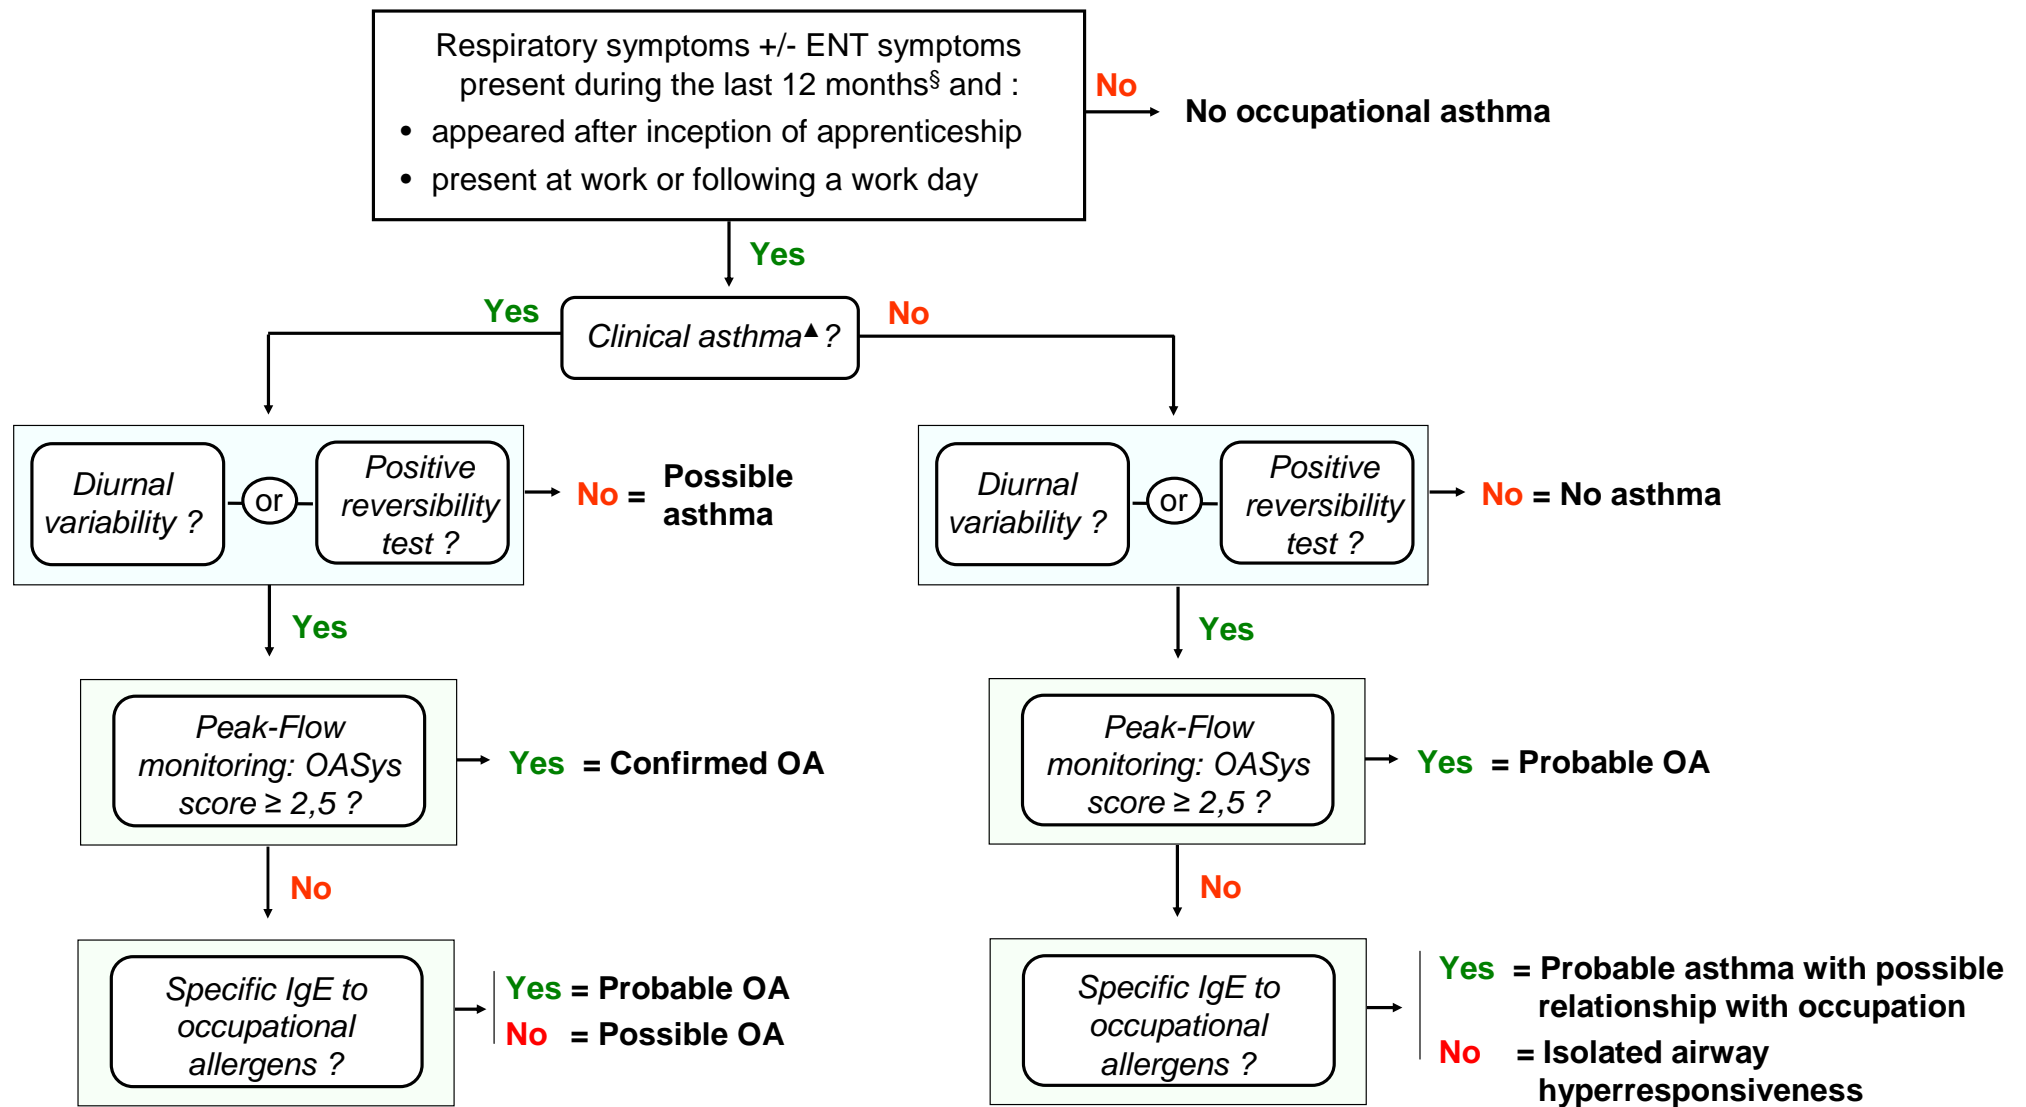 Respiratory symptoms +/- ENT symptoms
present during the last 12 months§ and :
• appeared after inception of apprenticeship
• present at work or following a work day
No
No occupational asthma
Yes
Yes
Clinical asthma▲ ?
No
Diurnal
variability ?
or
Positive
reversibility
test ?
No = Possible
asthma
Diurnal
variability ?
or
Positive
reversibility
test ?
No = No asthma
Yes
Yes
Peak-Flow
monitoring: OASys
score ≥ 2,5 ?
Yes = Confirmed OA
Peak-Flow
monitoring: OASys
score ≥ 2,5 ?
Yes = Probable OA
No
No
Specific IgE to
occupational
allergens ?
Yes = Probable OA
No = Possible OA
Specific IgE to
occupational
allergens ?
Yes = Probable asthma with possible
relationship with occupation
No = Isolated airway
hyperresponsiveness